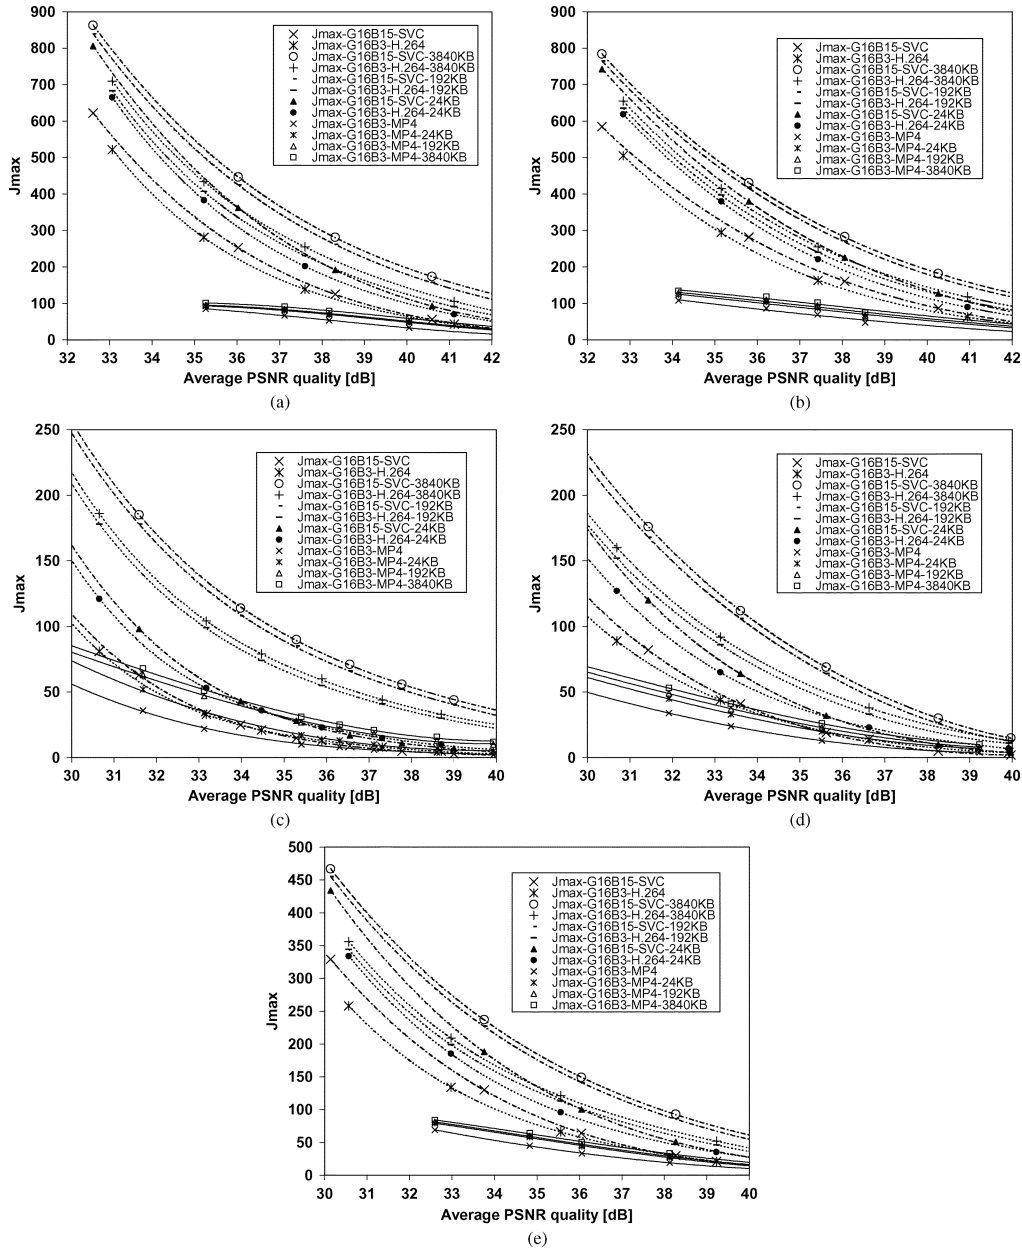 900
800
700
600
500
400
300
200
100
0
Jmax
32 33 34 35 36 37 38 39 40 41 42
Average PSNR quality [dB]
Jmax-G16B15-SVC
Jmax-G16B3-H.264
Jmax-G16B15-SVC-3840KB
Jmax-G16B3-H.264-3840KB
Jmax-G16B15-SVC-192KB
Jmax-G16B3-H.264-192KB
Jmax-G16B15-SVC-24KB
Jmax-G16B3-H.264-24KB
Jmax-G16B3-MP4
Jmax-G16B3-MP4-24KB
Jmax-G16B3-MP4-192KB
Jmax-G16B3-MP4-3840KB
(a)
900
800
700
600
500
400
300
200
100
0
Jmax
32 33 34 35 36 37 38 39 40 41 42
Average PSNR quality [dB]
Jmax-G16B15-SVC
Jmax-G16B3-H.264
Jmax-G16B15-SVC-3840KB
Jmax-G16B3-H.264-3840KB
Jmax-G16B15-SVC-192KB
Jmax-G16B3-H.264-192KB
Jmax-G16B15-SVC-24KB
Jmax-G16B3-H.264-24KB
Jmax-G16B3-MP4
Jmax-G16B3-MP4-24KB
Jmax-G16B3-MP4-192KB
Jmax-G16B3-MP4-3840KB
(b)
250
200
150
100
50
0
Jmax
30 31 32 33 34 35 36 37 38 39 40
Average PSNR quality [dB]
Jmax-G16B15-SVC
Jmax-G16B3-H.264
Jmax-G16B15-SVC-3840KB
Jmax-G16B3-H.264-3840KB
Jmax-G16B15-SVC-192KB
Jmax-G16B3-H.264-192KB
Jmax-G16B15-SVC-24KB
Jmax-G16B3-H.264-24KB
Jmax-G16B3-MP4
Jmax-G16B3-MP4-24KB
Jmax-G16B3-MP4-192KB
Jmax-G16B3-MP4-3840KB
(c)
250
200
150
100
50
0
Jmax
30 31 32 33 34 35 36 37 38 39 40
Average PSNR quality [dB]
Jmax-G16B15-SVC
Jmax-G16B3-H.264
Jmax-G16B15-SVC-3840KB
Jmax-G16B3-H.264-3840KB
Jmax-G16B15-SVC-192KB
Jmax-G16B3-H.264-192KB
Jmax-G16B15-SVC-24KB
Jmax-G16B3-H.264-24KB
Jmax-G16B3-MP4
Jmax-G16B3-MP4-24KB
Jmax-G16B3-MP4-192KB
Jmax-G16B3-MP4-3840KB
(d)
500
450
400
350
300
250
200
150
100
50
0
Jmax
30 31 32 33 34 35 36 37 38 39 40
Average PSNR quality [dB]
Jmax-G16B15-SVC
Jmax-G16B3-H.264
Jmax-G16B15-SVC-3840KB
Jmax-G16B3-H.264-3840KB
Jmax-G16B15-SVC-192KB
Jmax-G16B3-H.264-192KB
Jmax-G16B15-SVC-24KB
Jmax-G16B3-H.264-24KB
Jmax-G16B3-MP4
Jmax-G16B3-MP4-24KB
Jmax-G16B3-MP4-192KB
Jmax-G16B3-MP4-3840KB
(e)